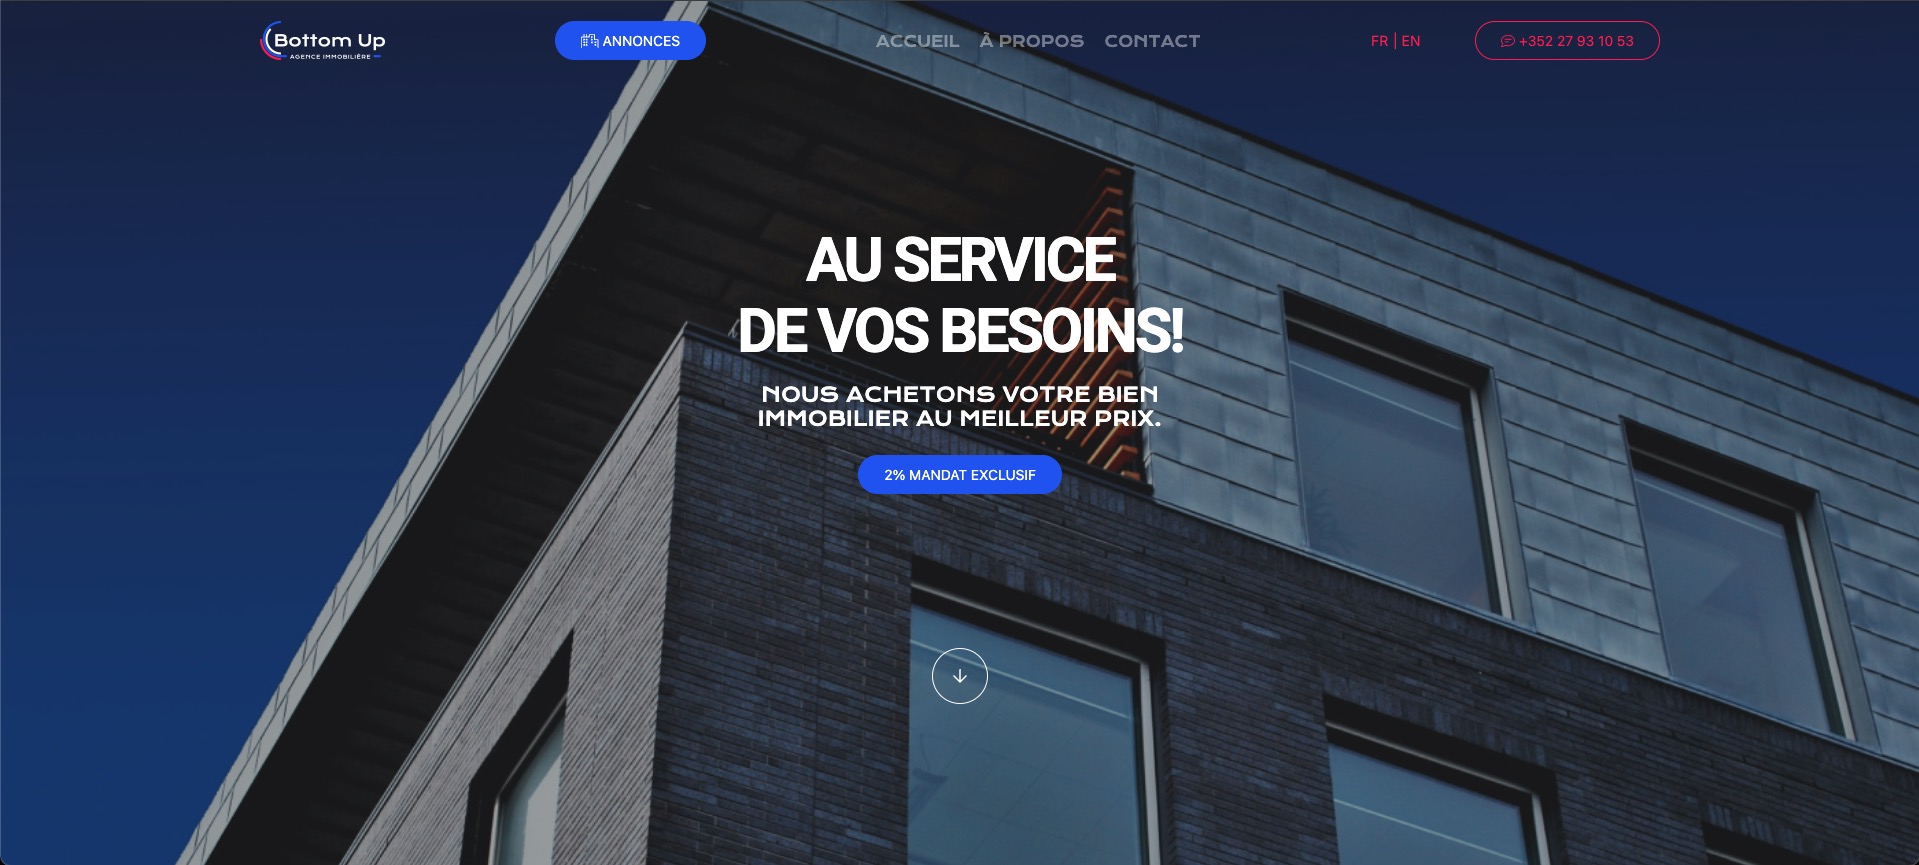 Bottom Up
AGENCE IMMOBILIÈRE
ANNONCES
ACCUEIL
À PROPOS
CONTACT
FR | EN
+352 27 93 10 53
AU SERVICE
DE VOS BESOINS!
NOUS ACHETONS VOTRE BIEN
IMMOBILIER AU MEILLEUR PRIX.
2% MANDAT EXCLUSIF